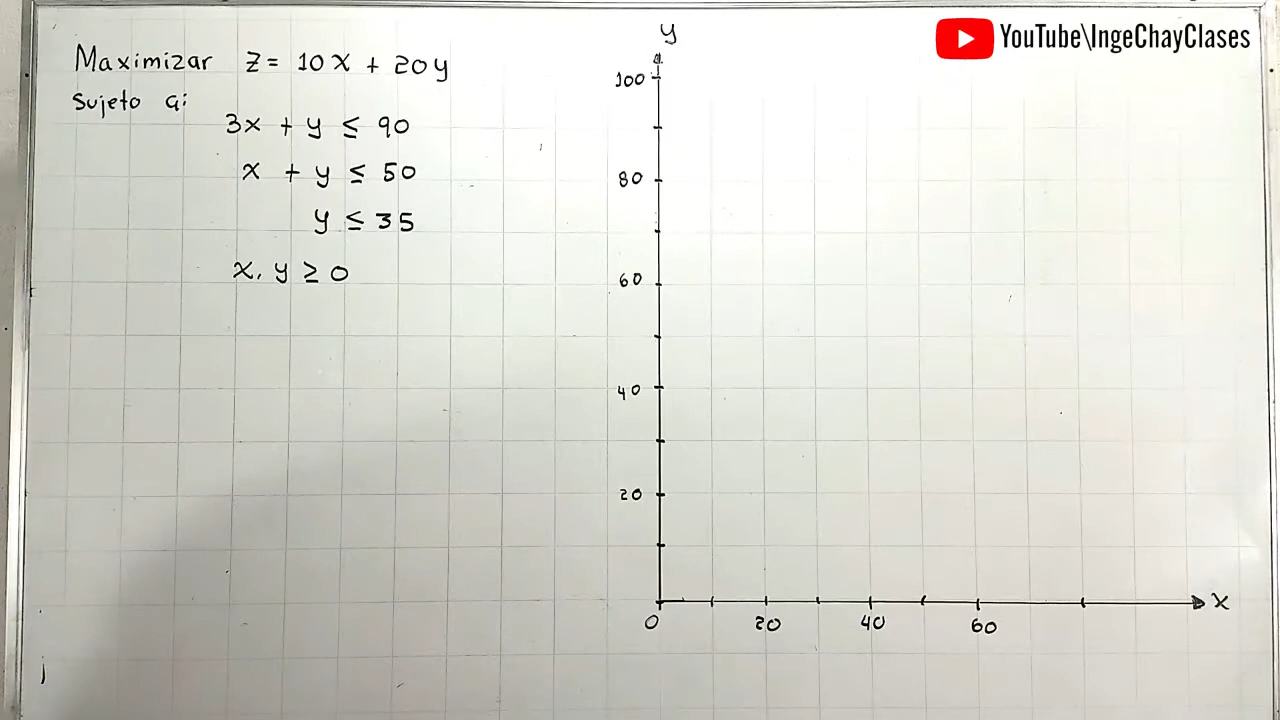 YouTube\IngeChayClases
Maximizar z = 10x + 20y
sujeto a:
3x + y ≤ 90
x + y ≤ 50
y ≤ 35
x, y ≥ 0
y
100
80
60
40
20
0 20 40 60
x